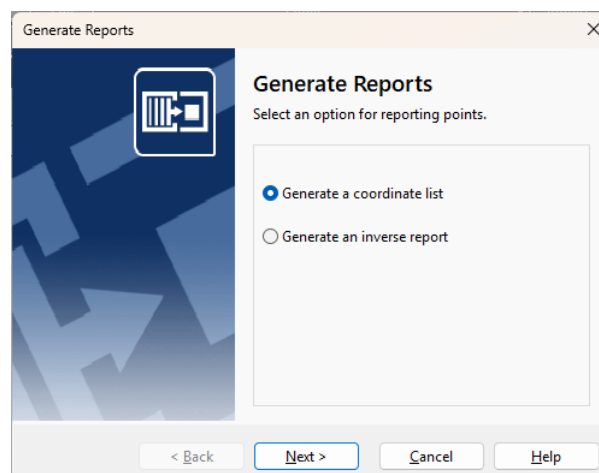 Generate Reports
Generate Reports
Select an option for reporting points.
Generate a coordinate list
Generate an inverse report
< Back
Next >
Cancel
Help